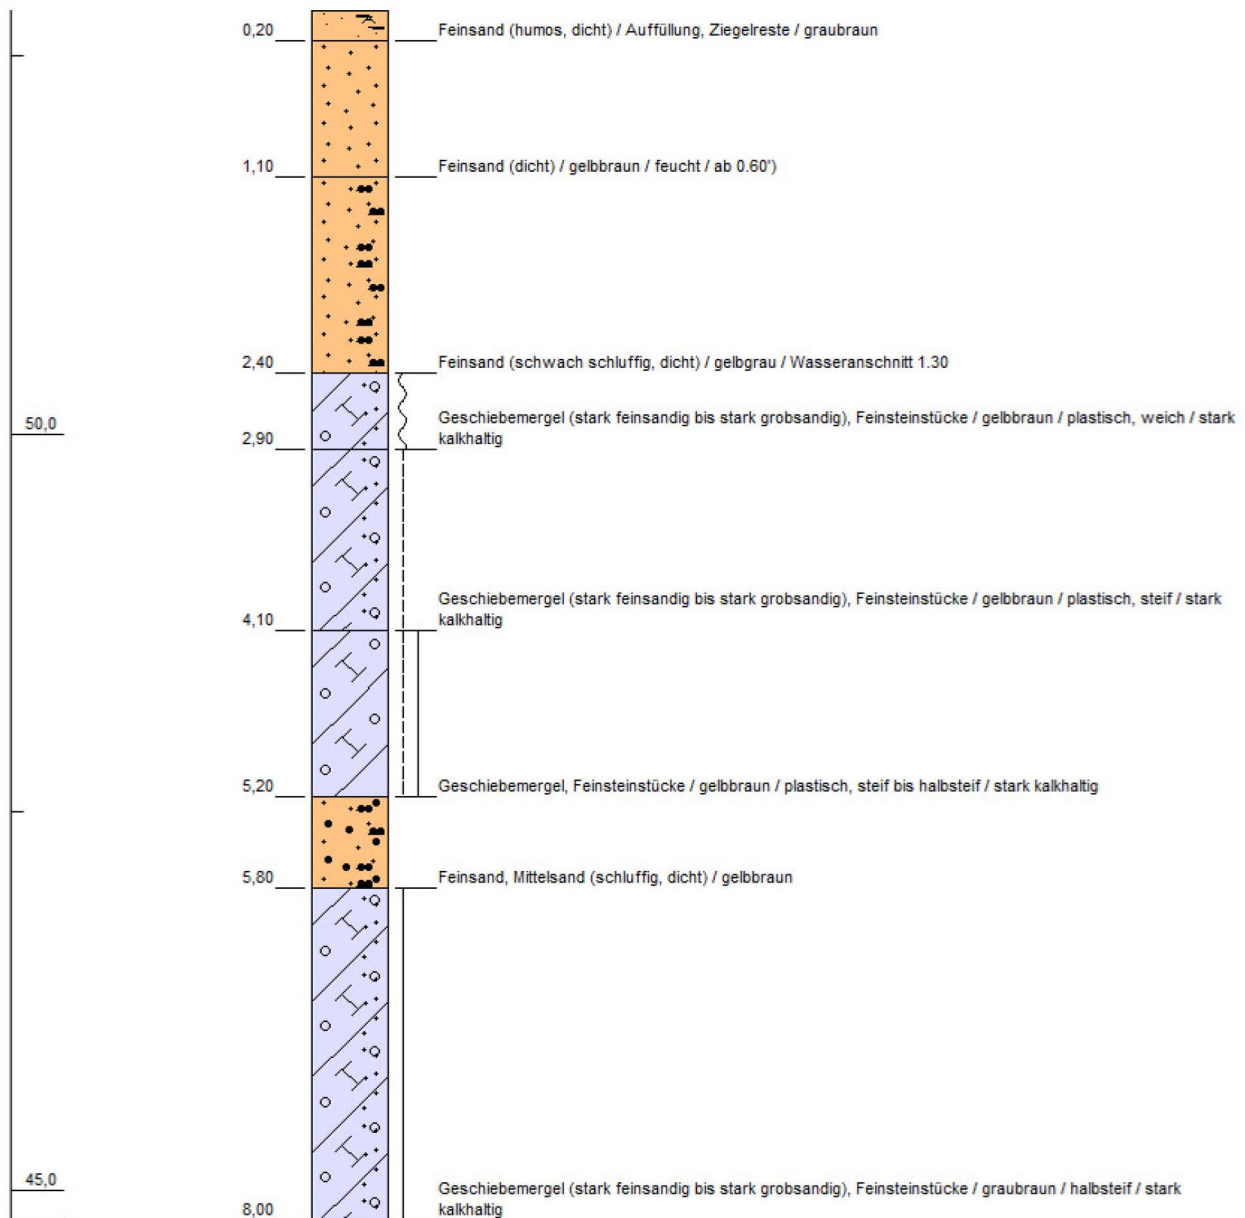 0,20
Feinsand (humos, dicht) / Auffüllung, Ziegelreste / graubraun
1,10
Feinsand (dicht) / gelbbraun / feucht / ab 0.60")
2,40
Feinsand (schwach schluffig, dicht) / gelbgrau / Wasseranschnitt 1.30
50,0
2,90
Geschiebemergel (stark feinsandig bis stark grobsandig), Feinsteinstücke / gelbbraun / plastisch, weich / stark
kalkhaltig
4,10
Geschiebemergel (stark feinsandig bis stark grobsandig), Feinsteinstücke / gelbbraun / plastisch, steif / stark
kalkhaltig
5,20
Geschiebemergel, Feinsteinstücke / gelbbraun / plastisch, steif bis halbsteif / stark kalkhaltig
5,80
Feinsand, Mittelsand (schluffig, dicht) / gelbbraun
45,0
8,00
Geschiebemergel (stark feinsandig bis stark grobsandig), Feinsteinstücke / graubraun / halbsteif / stark
kalkhaltig